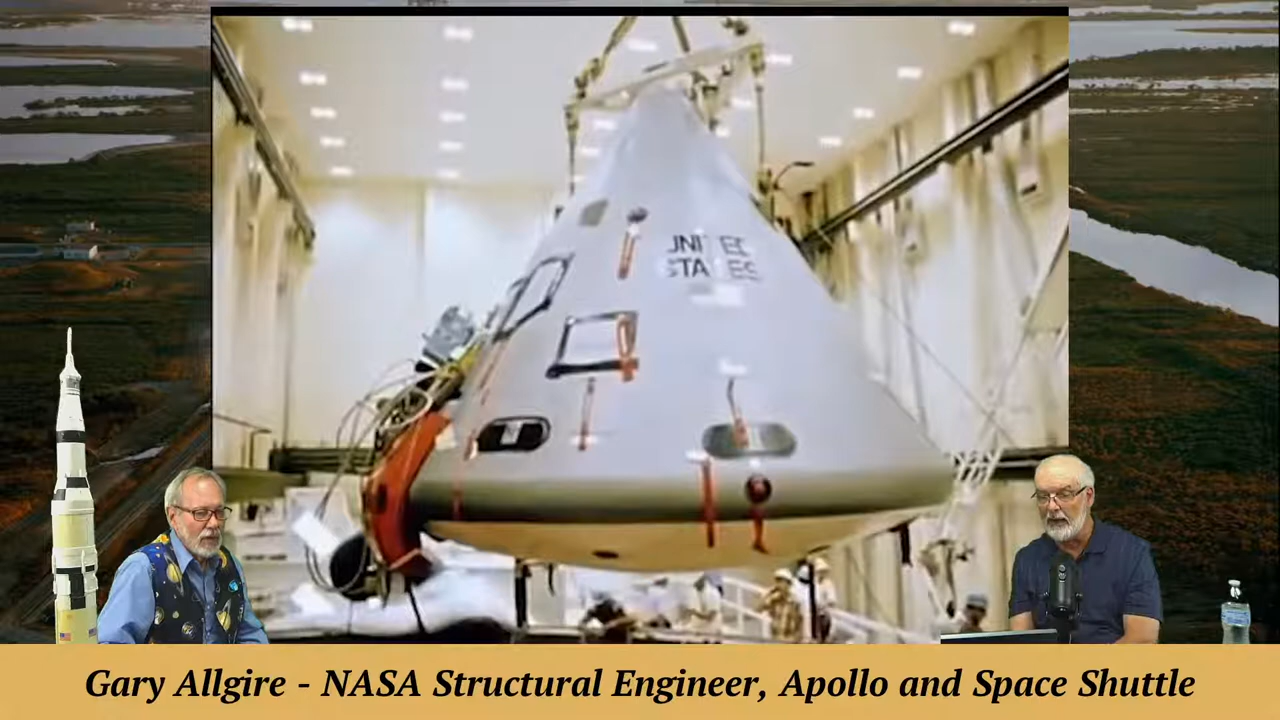 UNITED
STATES
Gary Allgire - NASA Structural Engineer, Apollo and Space Shuttle